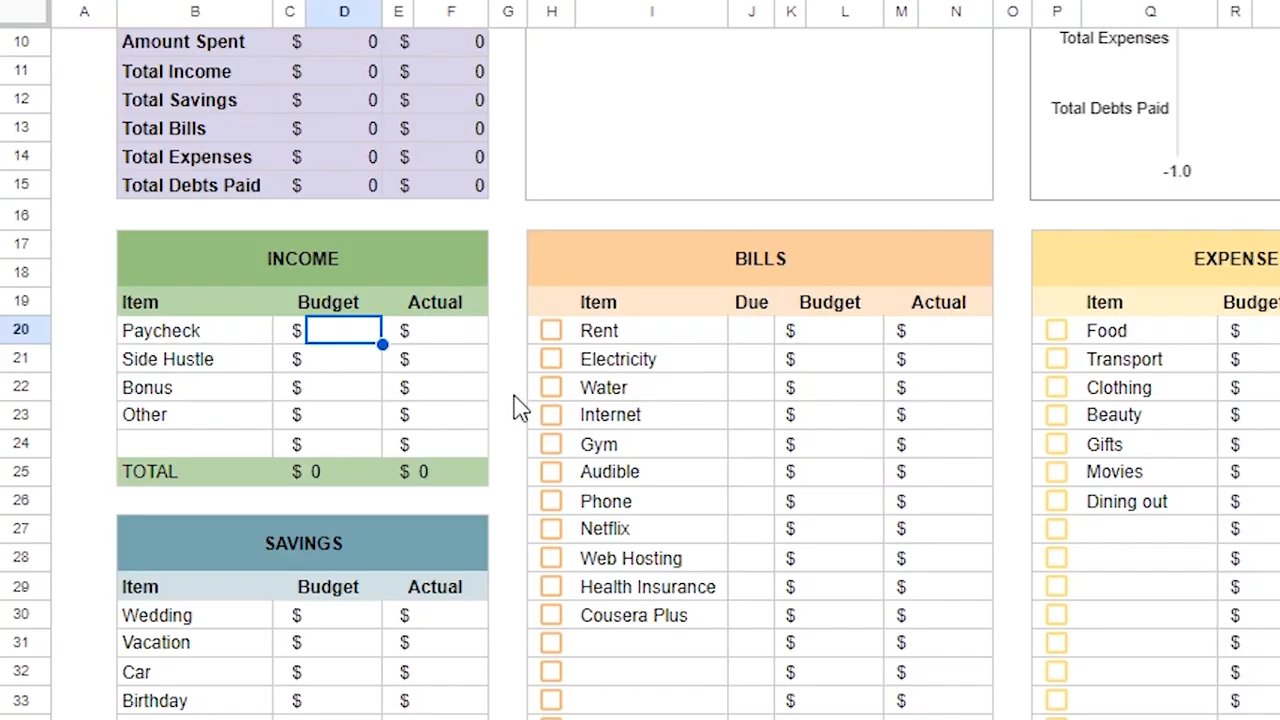 A B C D E F G H I J K L M N O P Q R
10 Amount Spent $ 0 $ 0 Total Expenses
11 Total Income $ 0 $ 0
12 Total Savings $ 0 $ 0 Total Debts Paid
13 Total Bills $ 0 $ 0
14 Total Expenses $ 0 $ 0 -1.0
15 Total Debts Paid $ 0 $ 0
16
17 INCOME BILLS EXPENSE
18
19 Item Budget Actual Item Due Budget Actual Item Budget
20 Paycheck $ $ Rent $ $ Food $
21 Side Hustle $ $ Electricity $ $ Transport $
22 Bonus $ $ Water $ $ Clothing $
23 Other $ $ Internet $ $ Beauty $
24 $ $ Gym $ $ Gifts $
25 TOTAL $ 0 $ 0 Audible $ $ Movies $
26 Phone $ $ Dining out $
27 SAVINGS Netflix $ $ $
28 Web Hosting $ $ $
29 Item Budget Actual Health Insurance $ $ $
30 Wedding $ $ Cousera Plus $ $ $
31 Vacation $ $ $ $ $
32 Car $ $ $ $ $
33 Birthday $ $ $ $ $